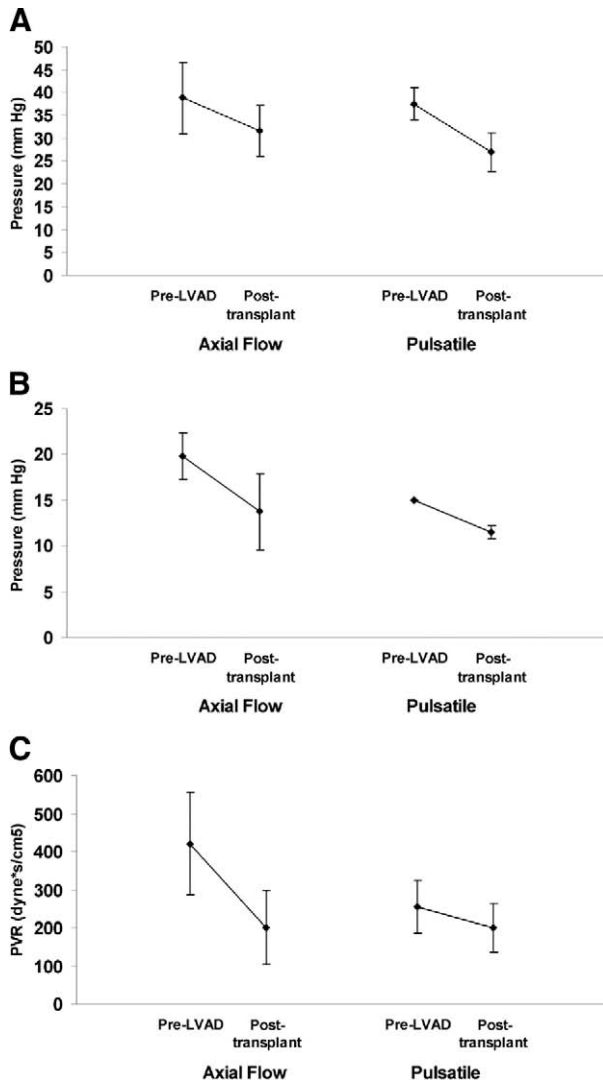 A
Pressure (mm Hg)
50
45
40
35
30
25
20
15
10
5
0
Pre-LVAD Post-
transplant
Pre-LVAD Post-
transplant
Axial Flow Pulsatile
B
Pressure (mm Hg)
25
20
15
10
5
0
Pre-LVAD Post-
transplant
Pre-LVAD Post-
transplant
Axial Flow Pulsatile
C
PVR (dyne*s/cm5)
600
500
400
300
200
100
0
Pre-LVAD Post-
transplant
Pre-LVAD Post-
transplant
Axial Flow Pulsatile